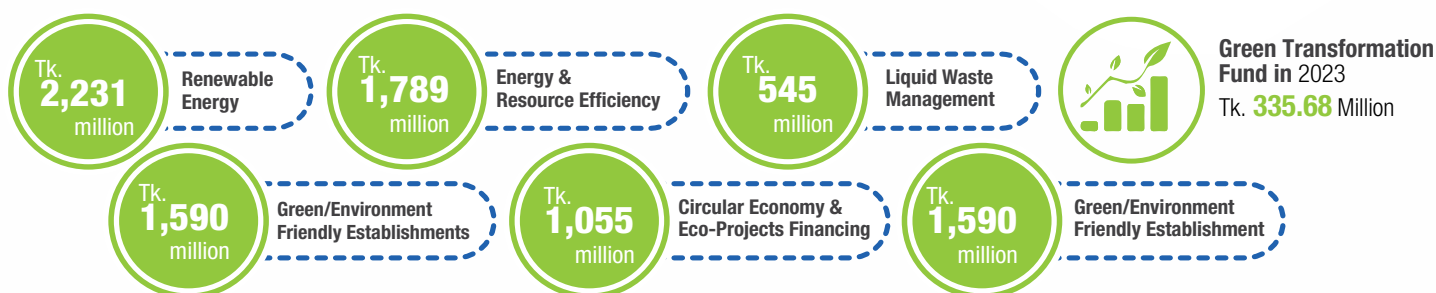 Tk.
2,231
million
Renewable
Energy
Tk.
1,789
million
Energy &
Resource Efficiency
Tk.
545
million
Liquid Waste
Management
Green Transformation
Fund in 2023
Tk. 335.68 Million
Tk.
1,590
million
Green/Environment
Friendly Establishments
Tk.
1,055
million
Circular Economy &
Eco-Projects Financing
Tk.
1,590
million
Green/Environment
Friendly Establishment